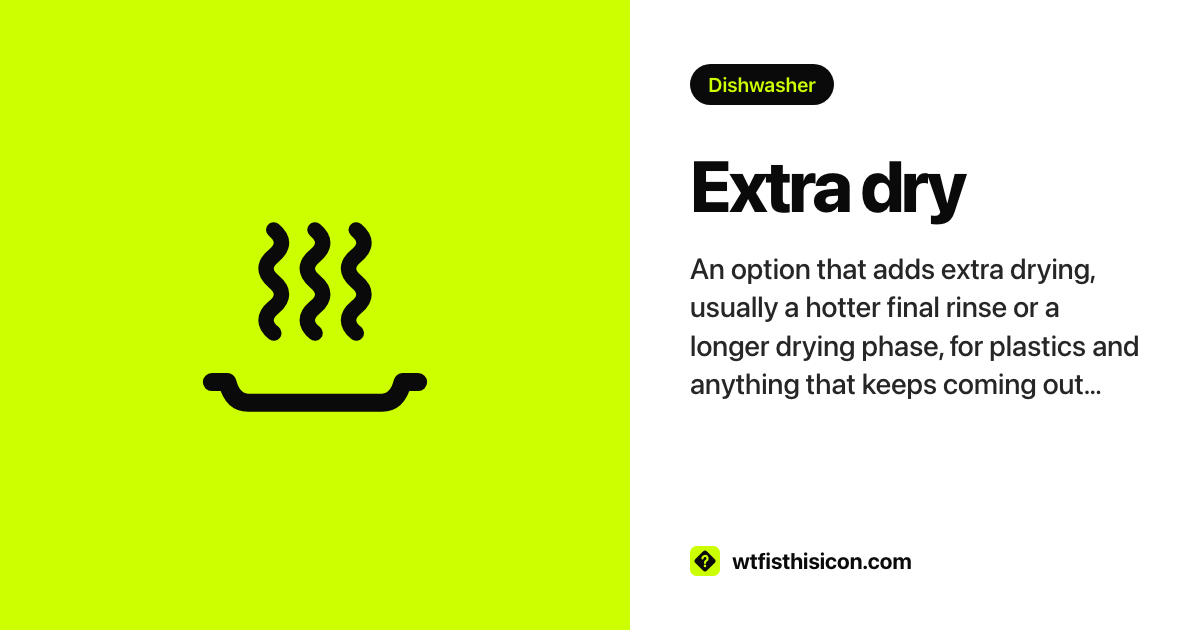 Dishwasher
Extra dry
An option that adds extra drying,
usually a hotter final rinse or a
longer drying phase, for plastics and
anything that keeps coming out...
?
wtfisthisicon.com